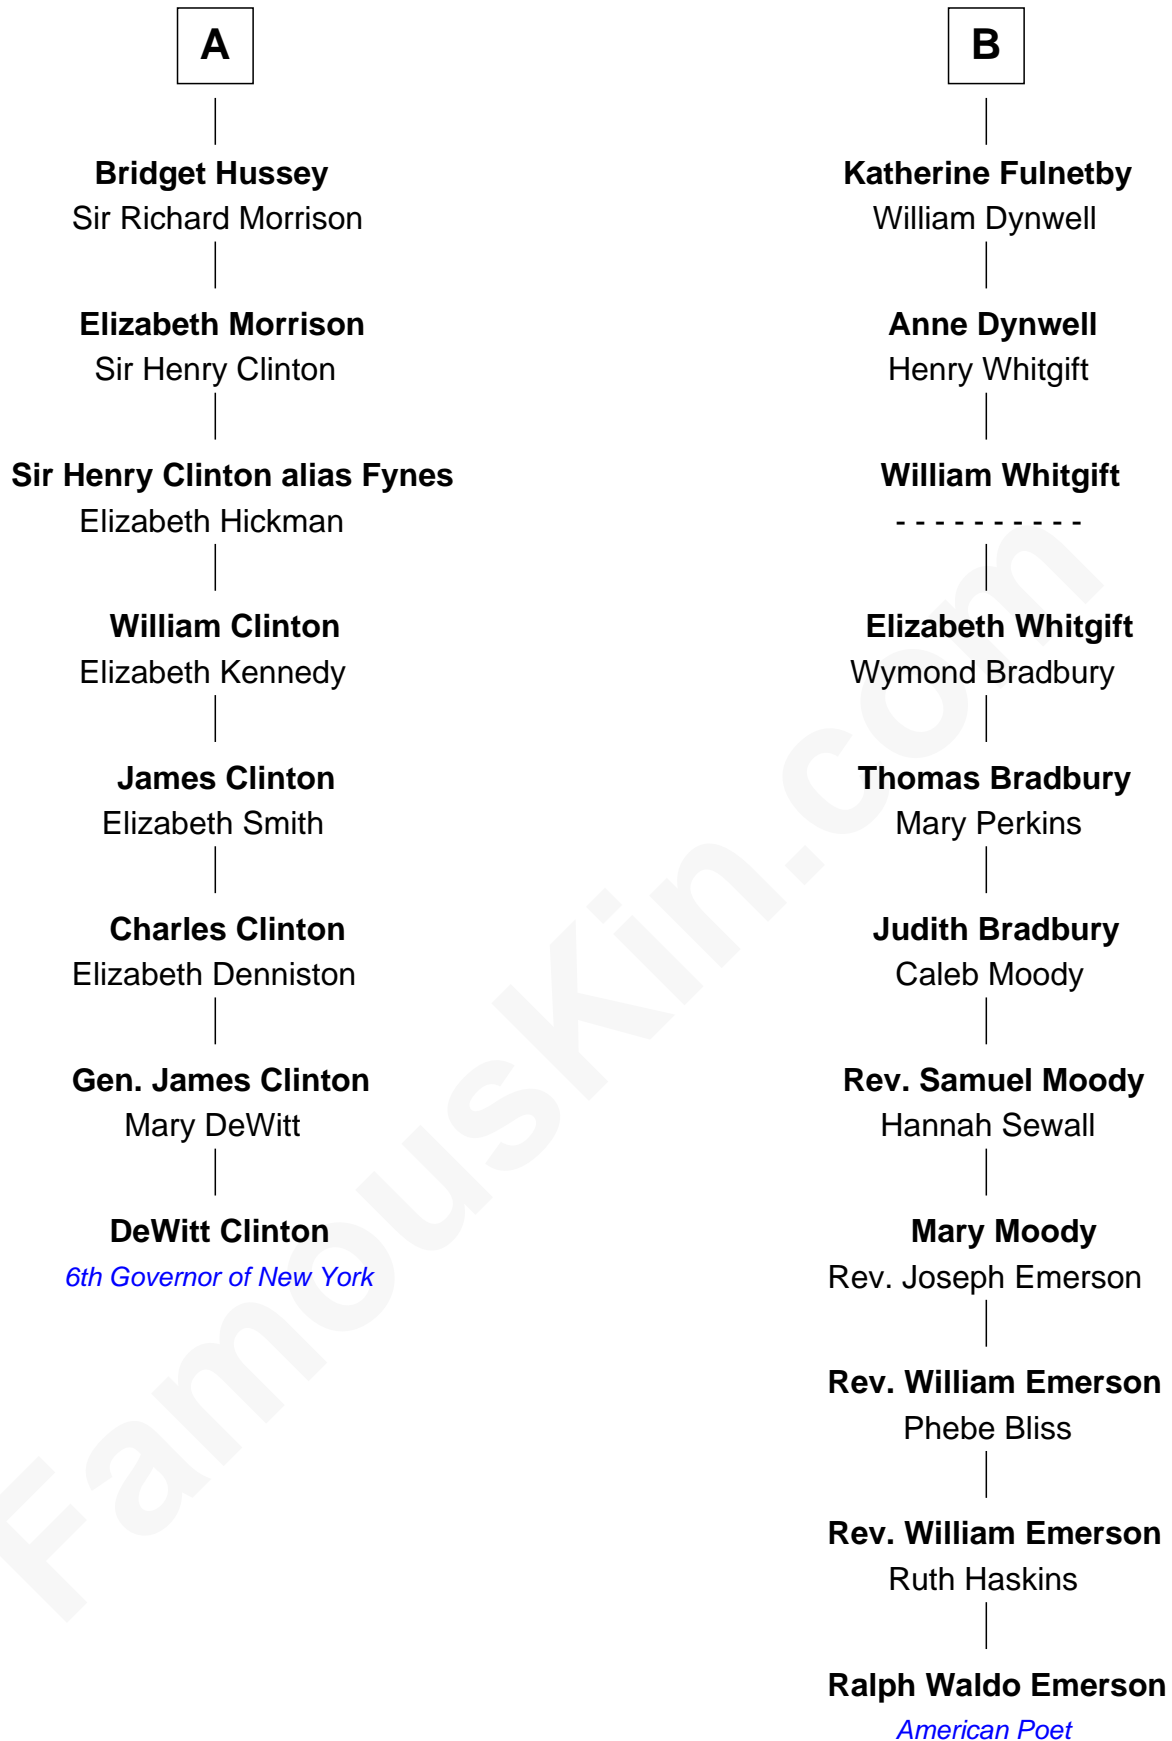 A
Bridget Hussey
Sir Richard Morrison
Elizabeth Morrison
Sir Henry Clinton
Sir Henry Clinton alias Fynes
Elizabeth Hickman
William Clinton
Elizabeth Kennedy
James Clinton
Elizabeth Smith
Charles Clinton
Elizabeth Denniston
Gen. James Clinton
Mary DeWitt
DeWitt Clinton
6th Governor of New York
B
Katherine Fulnetby
William Dynwell
Anne Dynwell
Henry Whitgift
William Whitgift
- - - - - - - - - -
Elizabeth Whitgift
Wymond Bradbury
Thomas Bradbury
Mary Perkins
Judith Bradbury
Caleb Moody
Rev. Samuel Moody
Hannah Sewall
Mary Moody
Rev. Joseph Emerson
Rev. William Emerson
Phebe Bliss
Rev. William Emerson
Ruth Haskins
Ralph Waldo Emerson
American Poet
FamousKin.com